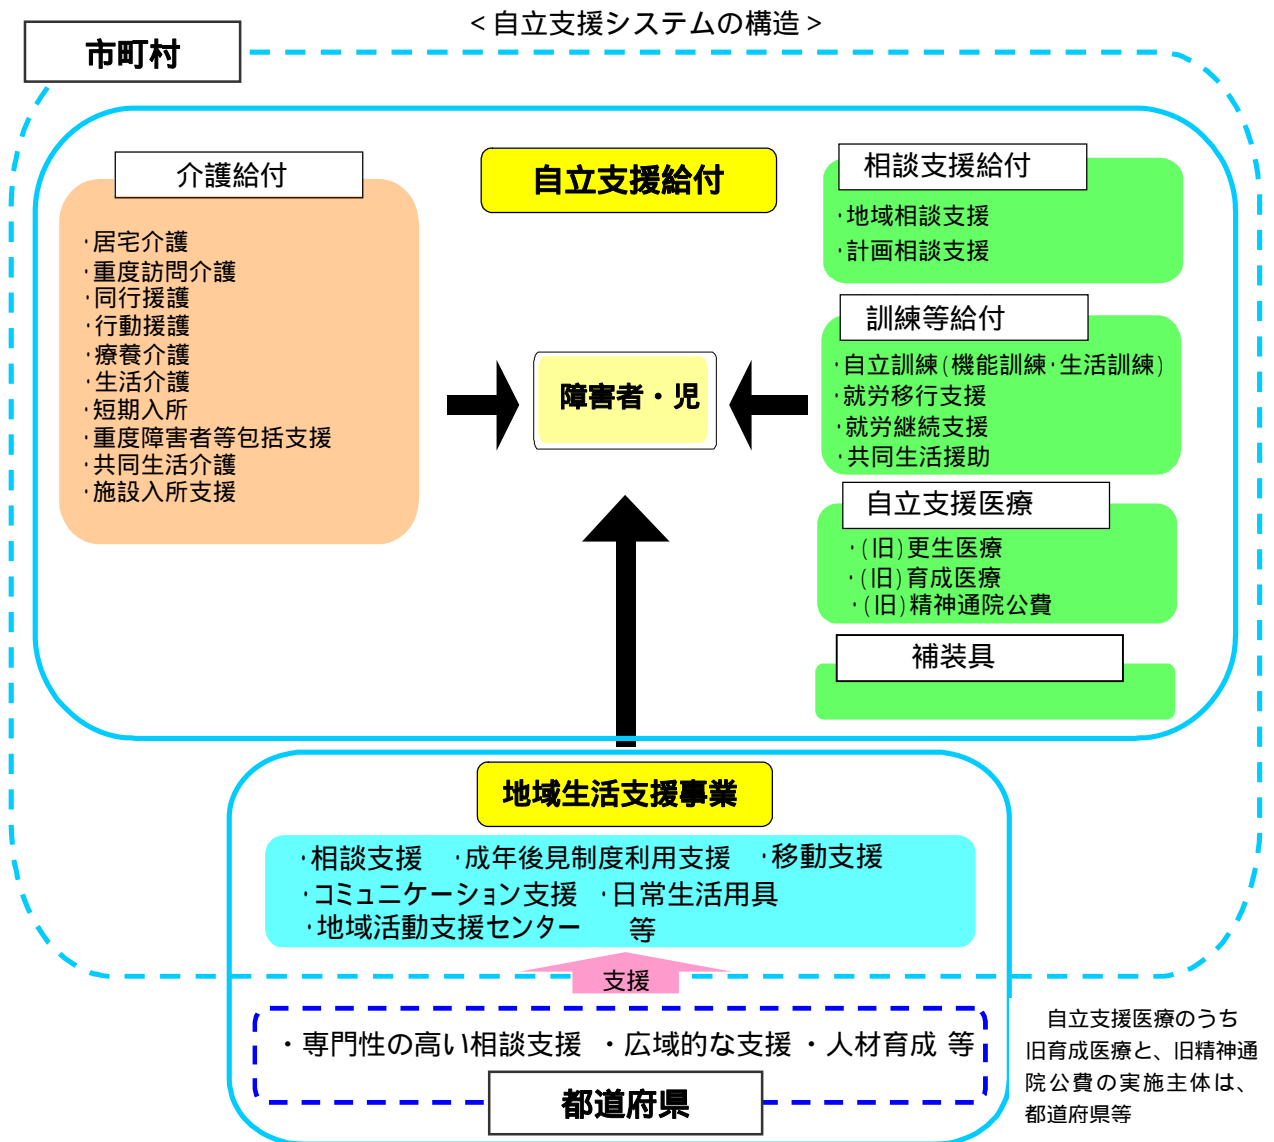 ＜自立支援システムの構造＞
市町村
自立支援給付
介護給付
・居宅介護
・重度訪問介護
・同行援護
・行動援護
・療養介護
・生活介護
・短期入所
・重度障害者等包括支援
・共同生活介護
・施設入所支援
障害者・児
相談支援給付
・地域相談支援
・計画相談支援
訓練等給付
・自立訓練(機能訓練・生活訓練)
・就労移行支援
・就労継続支援
・共同生活援助
自立支援医療
・(旧)更生医療
・(旧)育成医療
・(旧)精神通院公費
補装具
地域生活支援事業
・相談支援 ・成年後見制度利用支援 ・移動支援
・コミュニケーション支援 ・日常生活用具
・地域活動支援センター 等
支援
・専門性の高い相談支援 ・広域的な支援 ・人材育成 等
都道府県
自立支援医療のうち
旧育成医療と、旧精神通
院公費の実施主体は、
都道府県等